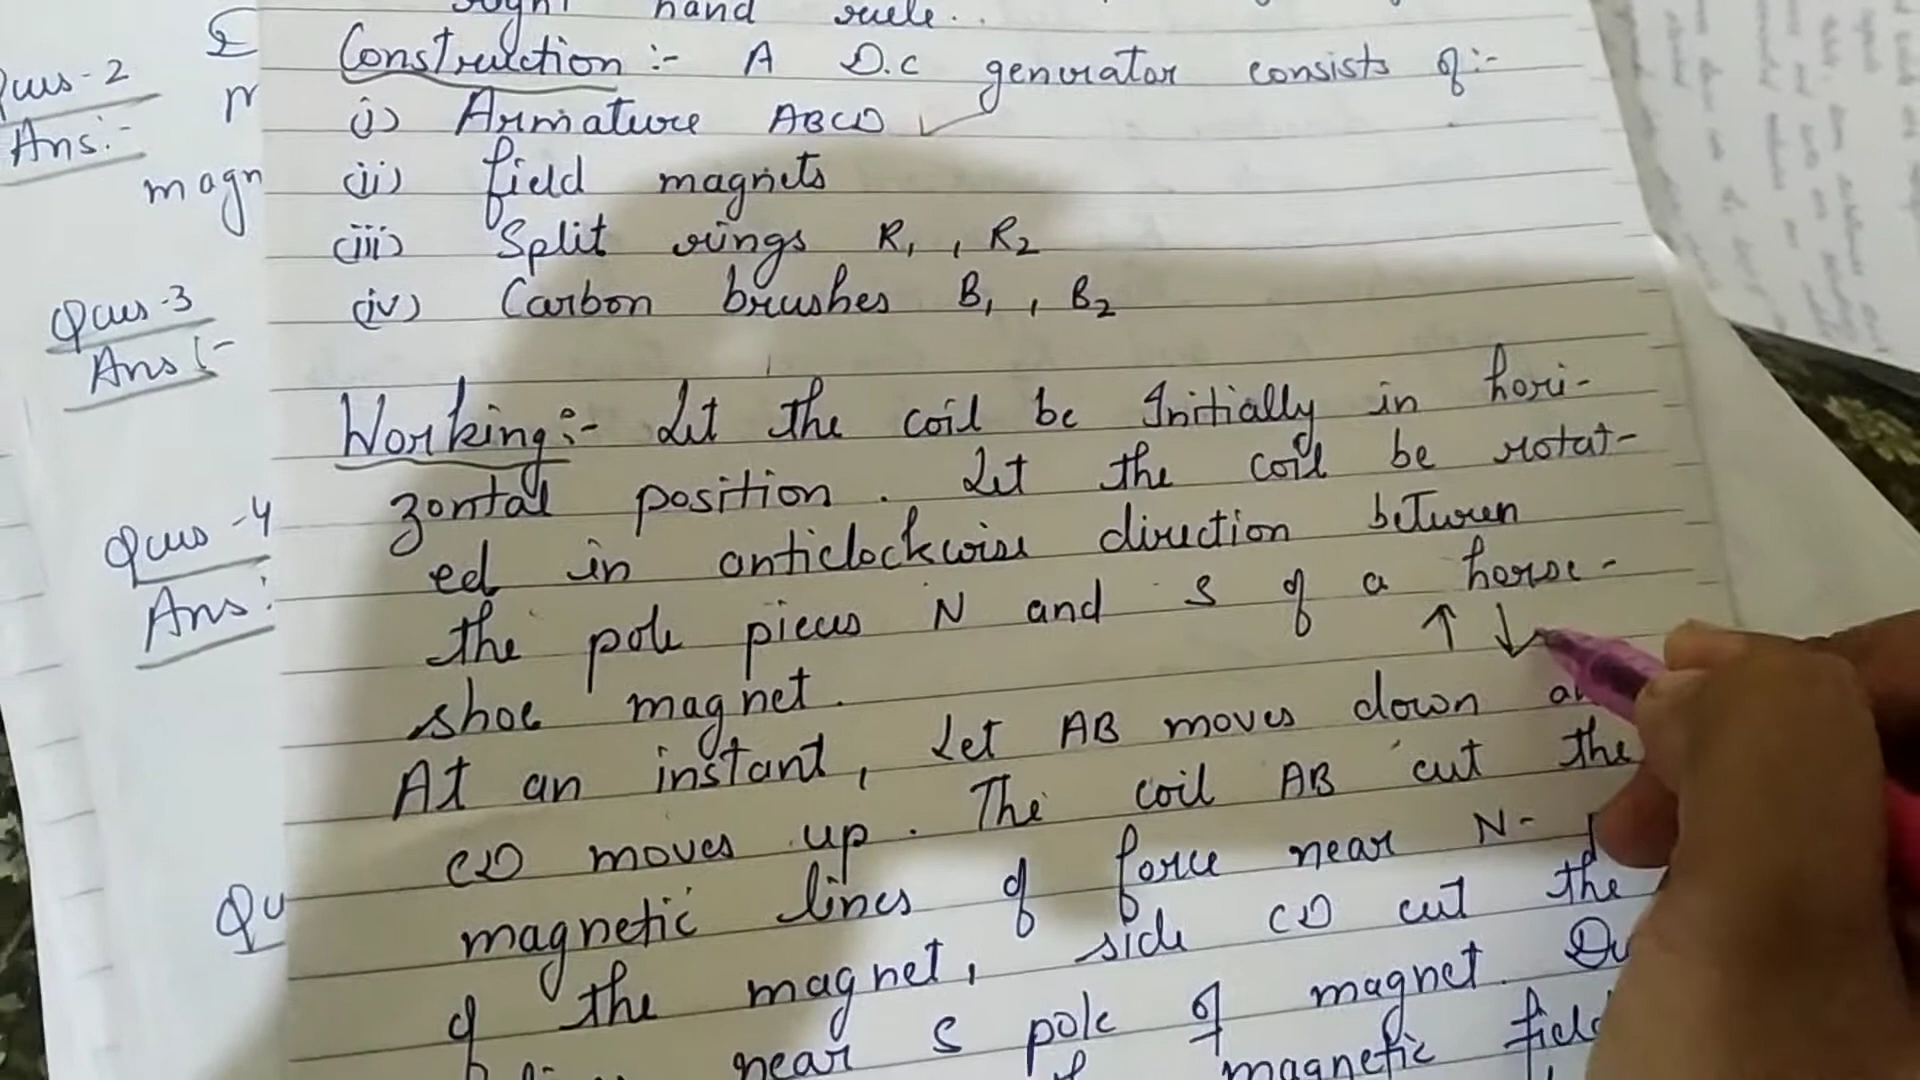 hand rule..
Construction :- A D.C generator consists of:-
(i) Armature ABCD
(ii) field magnets
(iii) Split rings R1, R2
(iv) Carbon brushes B1, B2
Working:- Let the coil be Initially in hori-
zontal position. Let the coil be rotat-
ed in anticlockwise direction between
the pole pieces N and S of a horse-
shoe magnet.
At an instant, Let AB moves down
CD moves up. The coil AB cut the
magnetic lines of force near N-
of the magnet, side CD cut the
near S pole of magnet.
magnetic
Ques-2
Ans:-
magn
Ques-3
Ans:-
Ques-4
Ans:
Qu